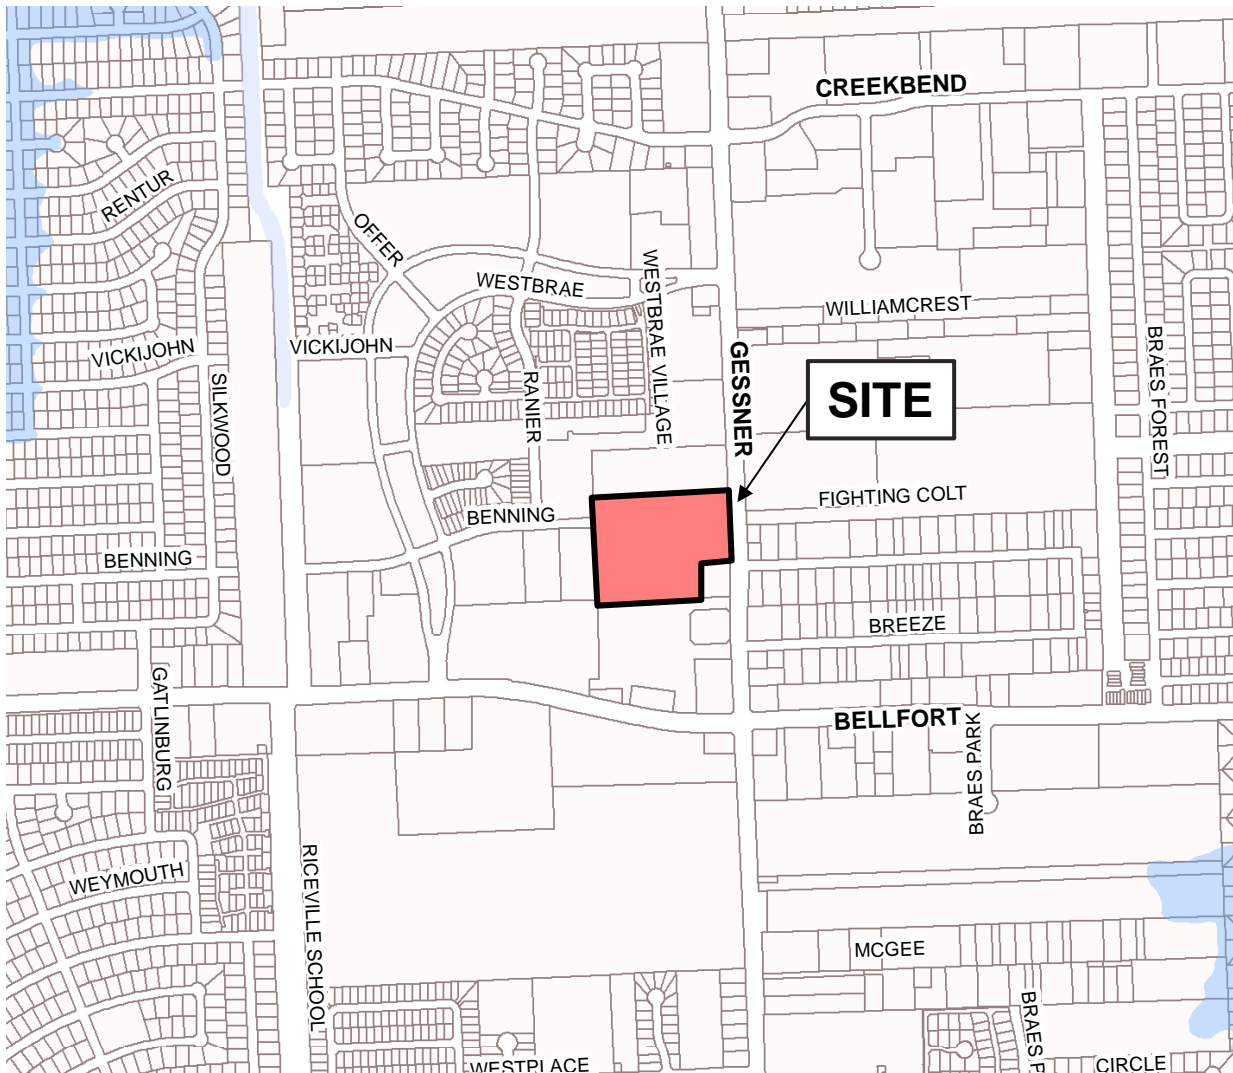 CREEKBEND
RENTUR
OFFER
WESTBRAE
WESTBRAE VILLAGE
WILLIAMCREST
VICKIJOHN
VICKIJOHN
GESSNER
BRAES FOREST
SILKWOOD
RANIER
SITE
FIGHTING COLT
BENNING
BENNING
BREEZE
GATLINBURG
BELLFORT
BRAES PARK
WEYMOUTH
RICEVILLE SCHOOL
MCGEE
BRAES P
WESTPLACE
CIRCLE